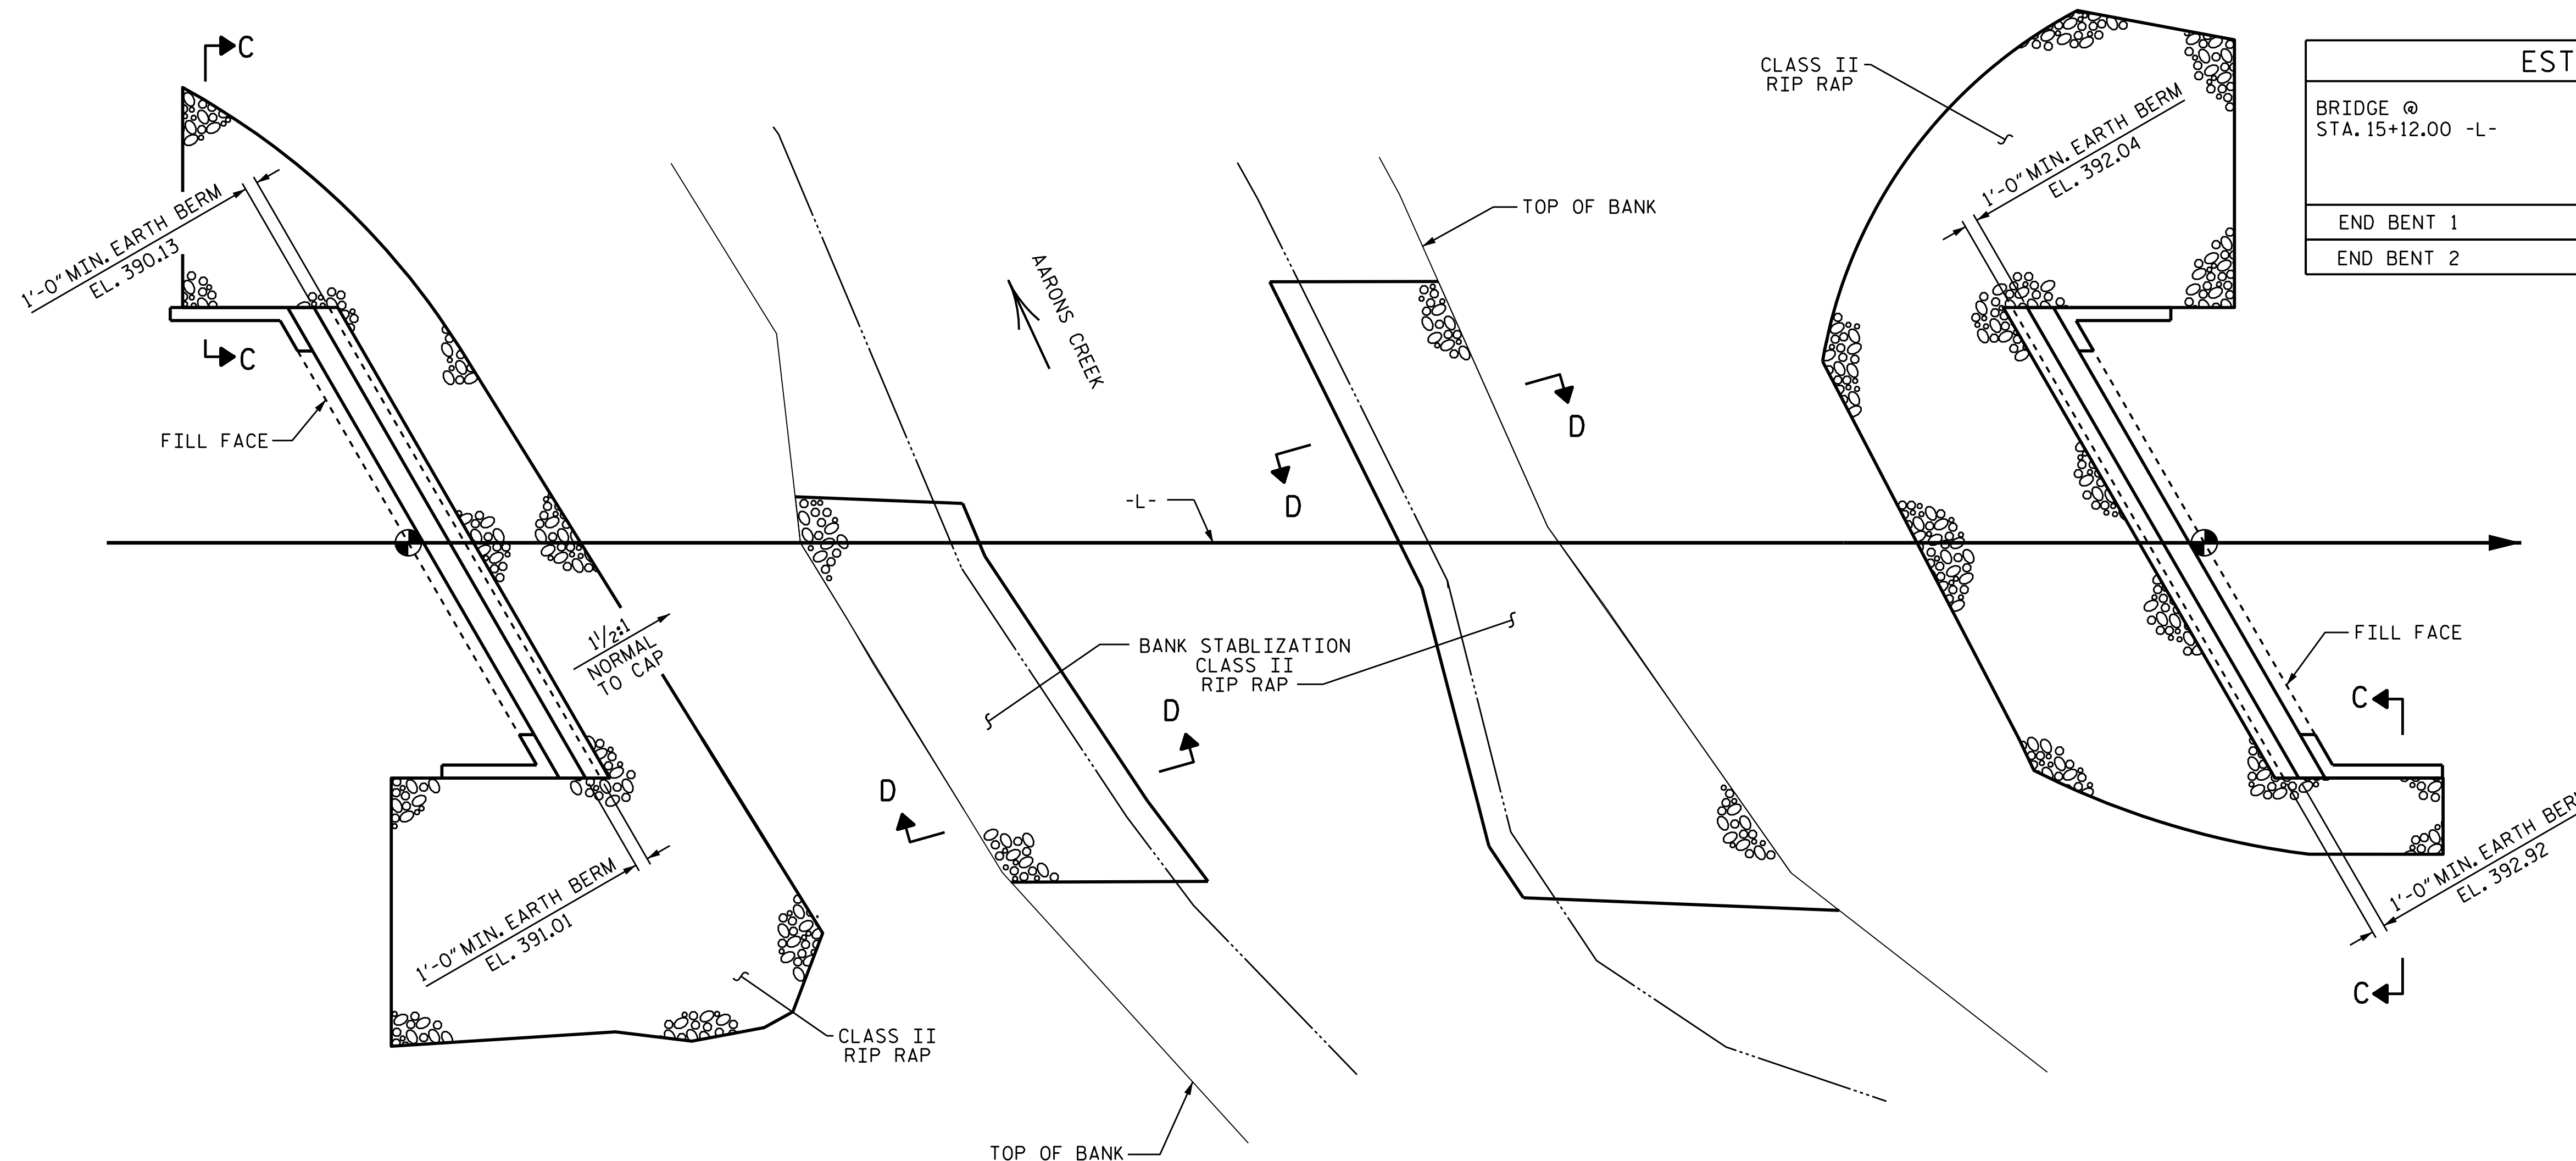 C
C
1'-0" MIN. EARTH BERM
EL. 390.13
FILL FACE
1 1/2:1
NORMAL
TO CAP
1'-0" MIN. EARTH BERM
EL. 391.01
CLASS II
RIP RAP
AARONS CREEK
-L-
BANK STABLIZATION
CLASS II
RIP RAP
D
D
D
D
TOP OF BANK
TOP OF BANK
CLASS II
RIP RAP
1'-0" MIN. EARTH BERM
EL. 392.04
FILL FACE
C
C
1'-0" MIN. EARTH
EL. 392.92
BRIDGE @
STA. 15+12.00 -L-
END BENT 1
END BENT 2